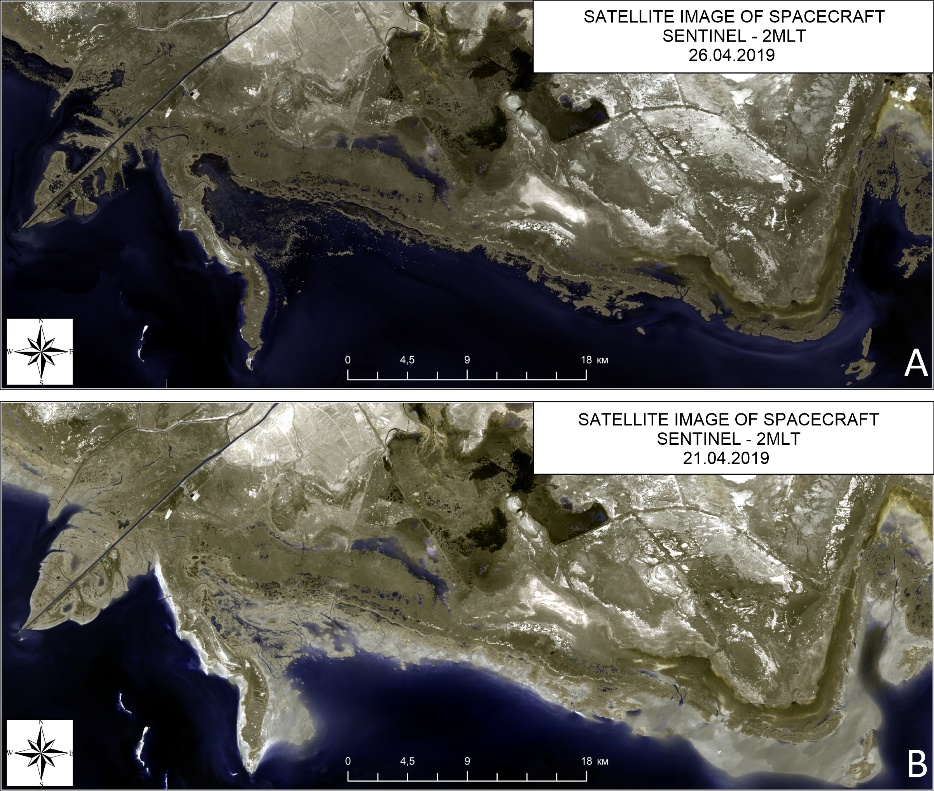 SATELLITE IMAGE OF SPACECRAFT
SENTINEL - 2MLT
26.04.2019
N
W E
S
0 4,5 9 18 км
A
SATELLITE IMAGE OF SPACECRAFT
SENTINEL - 2MLT
21.04.2019
N
W E
S
0 4,5 9 18 км
B